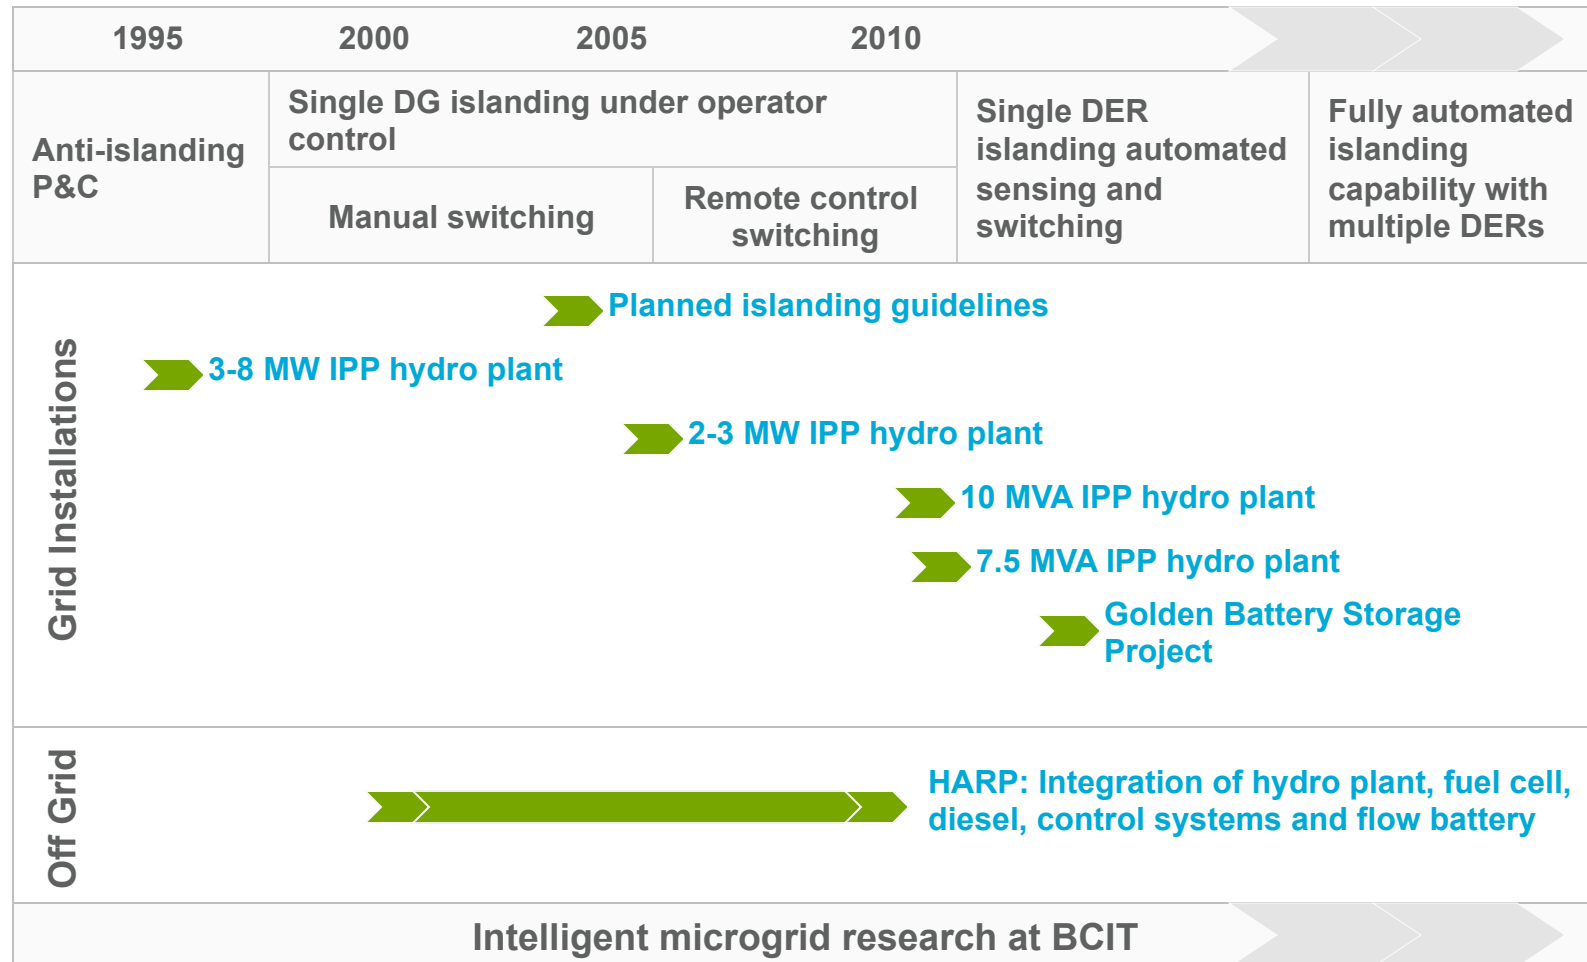 1995 2000 2005 2010
Anti-islanding
P&C
Single DG islanding under operator
control
Manual switching
Remote control
switching
Single DER
islanding automated
sensing and
switching
Fully automated
islanding
capability with
multiple DERs
Grid Installations
Planned islanding guidelines
3-8 MW IPP hydro plant
2-3 MW IPP hydro plant
10 MVA IPP hydro plant
7.5 MVA IPP hydro plant
Golden Battery Storage
Project
Off Grid
HARP: Integration of hydro plant, fuel cell,
diesel, control systems and flow battery
Intelligent microgrid research at BCIT